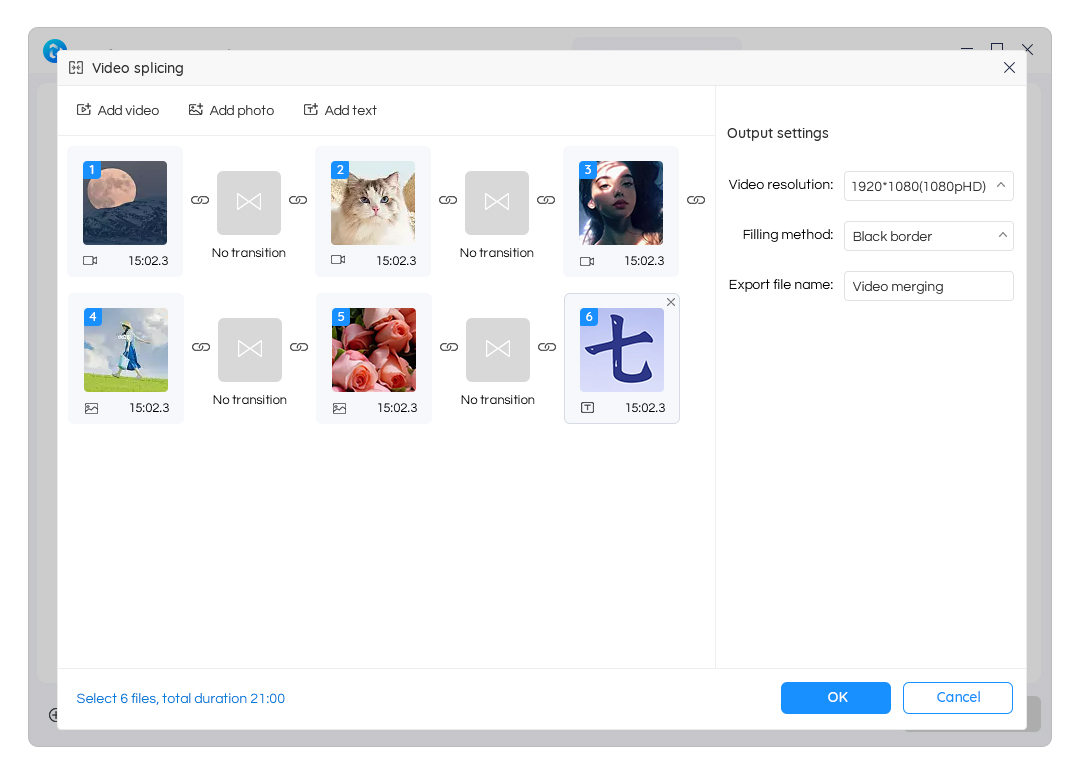 Video splicing
Add video Add photo Add text
1 2 3
No transition No transition
15:02.3 15:02.3 15:02.3
4 5 6
七
No transition No transition
15:02.3 15:02.3 15:02.3
Output settings
Video resolution: 1920*1080(1080pHD)
Filling method: Black border
Export file name: Video merging
Select 6 files, total duration 21:00
OK Cancel